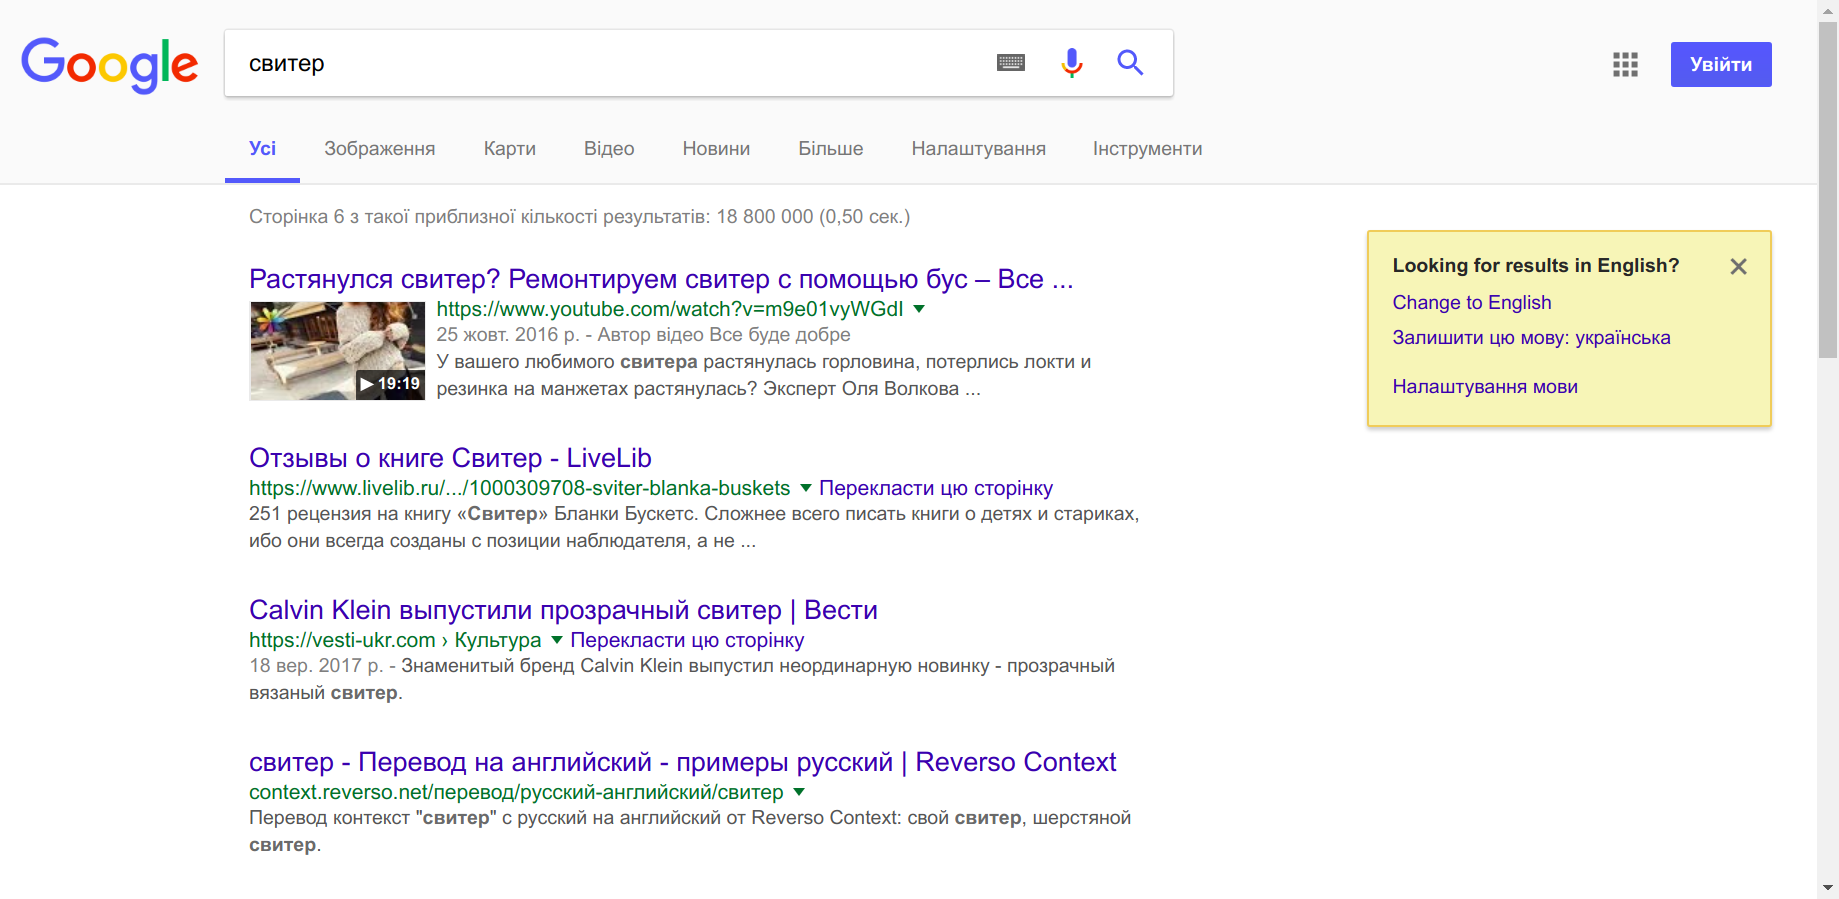 Google
свитер
Увійти
Усі Зображення Карти Відео Новини Більше Налаштування Інструменти
Сторінка 6 з такої приблизної кількості результатів: 18 800 000 (0,50 сек.)
Looking for results in English?
Change to English
Залишити цю мову: українська
Налаштування мови
Растянулся свитер? Ремонтируем свитер с помощью бус – Все ...
https://www.youtube.com/watch?v=m9e01vyWGdI
25 жовт. 2016 р. - Автор відео Все буде добре
У вашего любимого свитера растянулась горловина, потерлись локти и
резинка на манжетах растянулась? Эксперт Оля Волкова ...
19:19
Отзывы о книге Свитер - LiveLib
https://www.livelib.ru/.../1000309708-sviter-blanka-buskets Перекласти цю сторінку
251 рецензия на книгу «Свитер» Бланки Бускетс. Сложнее всего писать книги о детях и стариках,
ибо они всегда созданы с позиции наблюдателя, а не ...
Calvin Klein выпустили прозрачный свитер | Вести
https://vesti-ukr.com › Культура Перекласти цю сторінку
18 вер. 2017 р. - Знаменитый бренд Calvin Klein выпустил неординарную новинку - прозрачный
вязаный свитер.
свитер - Перевод на английский - примеры русский | Reverso Context
context.reverso.net/перевод/русский-английский/свитер
Перевод контекст "свитер" c русский на английский от Reverso Context: свой свитер, шерстяной
свитер.